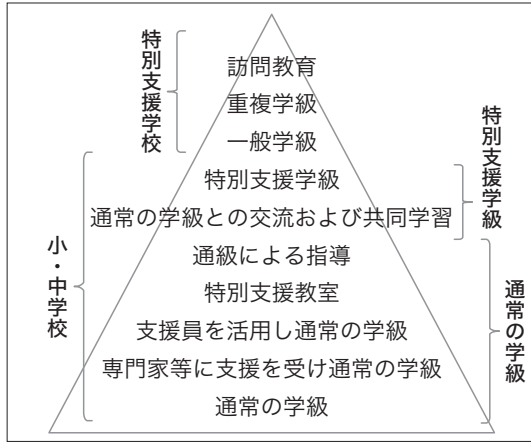 特別支援学校
訪問教育
重複学級
一般学級
特別支援学級
特別支援学級
通常の学級との交流および共同学習
小・中学校
通級による指導
特別支援教室
支援員を活用し通常の学級
専門家等に支援を受け通常の学級
通常の学級
通常の学級